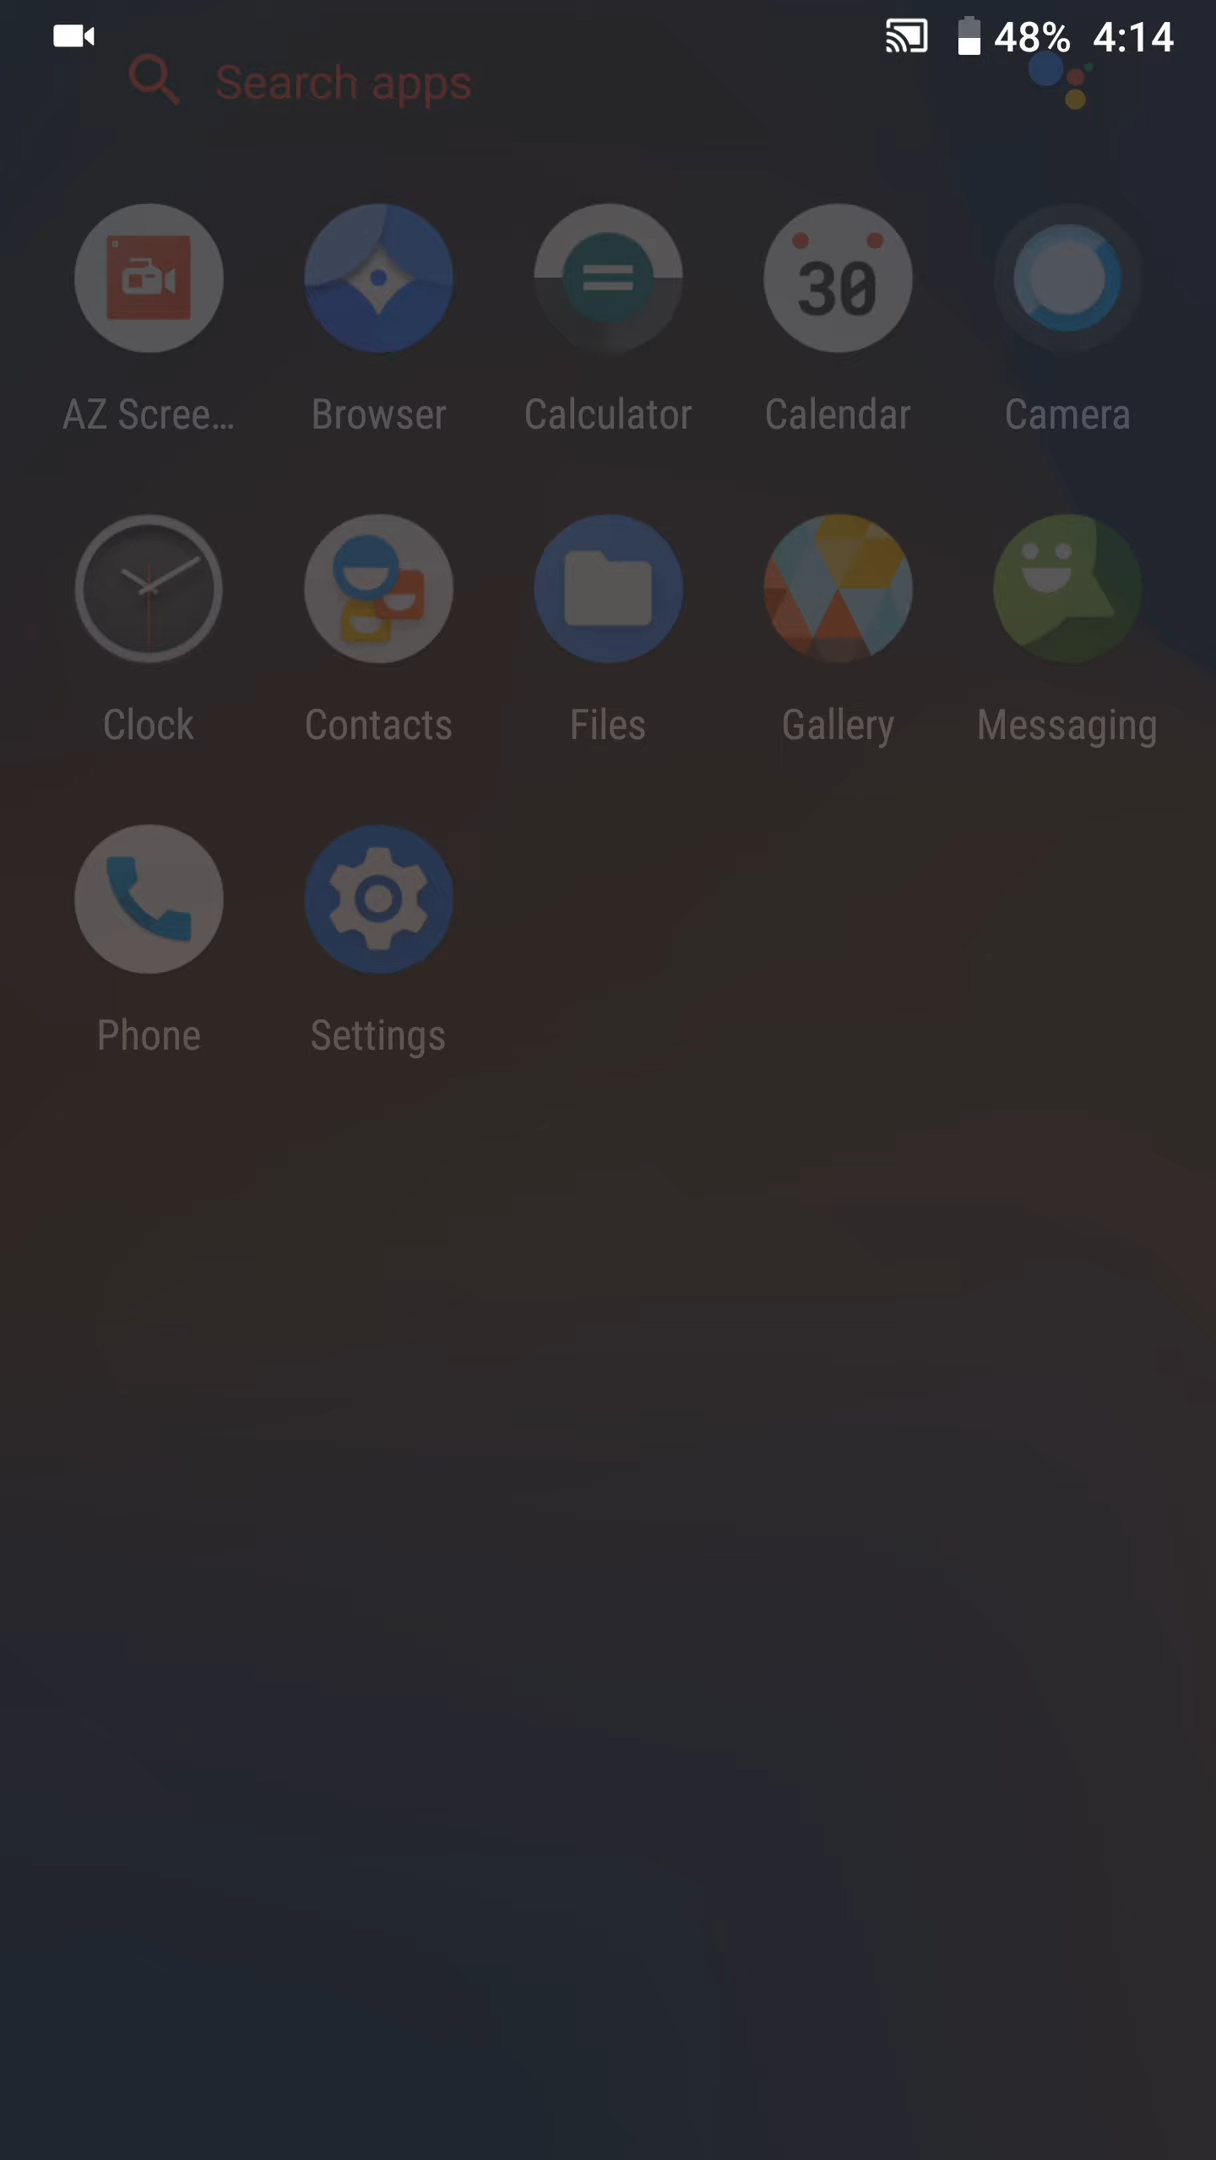 48% 4:14
Search apps
AZ Scree... Browser Calculator Calendar Camera
30
Clock Contacts Files Gallery Messaging
Phone Settings